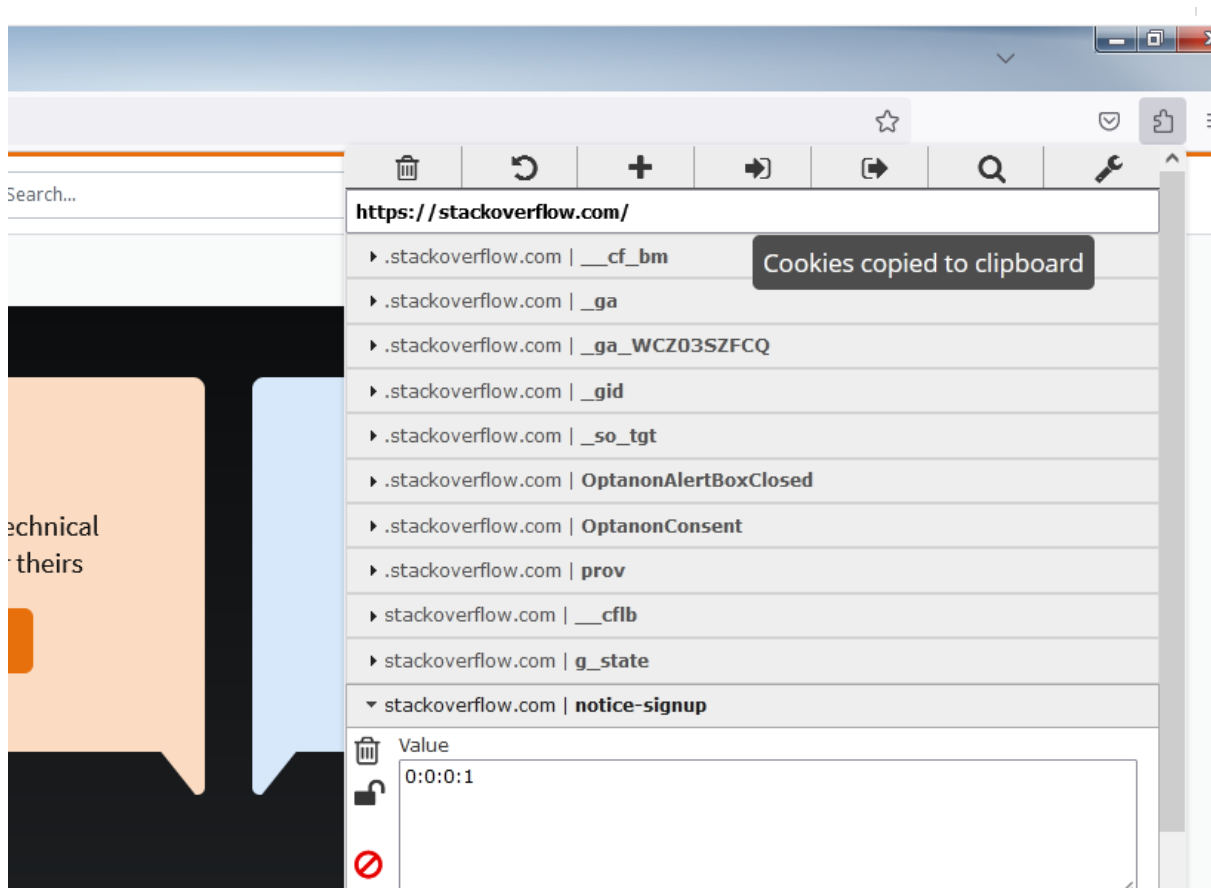 Search...
https://stackoverflow.com/
.stackoverflow.com | __cf_bm
Cookies copied to clipboard
.stackoverflow.com | _ga
.stackoverflow.com | _ga_WCZ03SZFCQ
.stackoverflow.com | _gid
.stackoverflow.com | _so_tgt
.stackoverflow.com | OptanonAlertBoxClosed
.stackoverflow.com | OptanonConsent
.stackoverflow.com | prov
stackoverflow.com | __cflb
stackoverflow.com | g_state
stackoverflow.com | notice-signup
Value
0:0:0:1
echnical
theirs